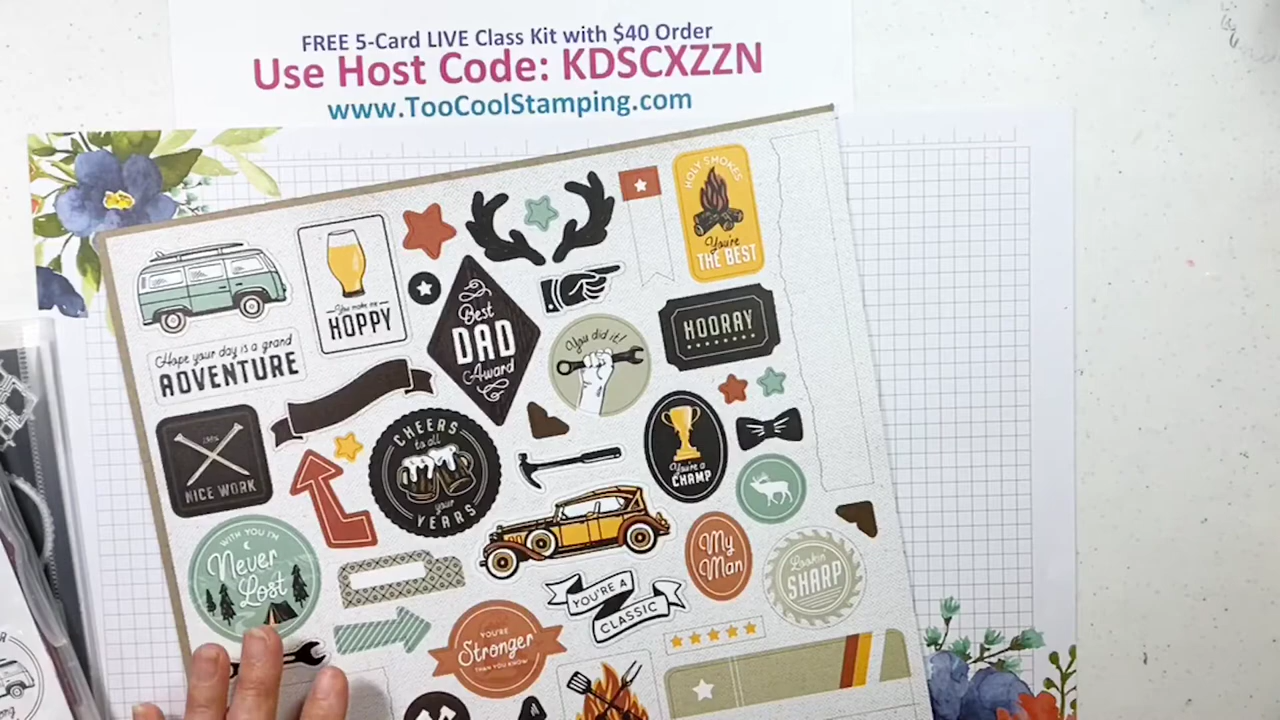 FREE 5-Card LIVE Class Kit with $40 Order
Use Host Code: KDSCXZZN
www.TooCoolStamping.com
HOLY SMOKES
You're
THE BEST
You make me
HOPPY
Best
DAD
Award
You did it!
HOORAY
Hope your day is a grand
ADVENTURE
CHEERS
to all
your
YEARS
NICE WORK
You're a
CHAMP
WITH YOU I'M
Never
Lost
My
Man
Lookin'
SHARP
YOU'RE A
CLASSIC
YOU'RE
Stronger
THAN YOU KNOW